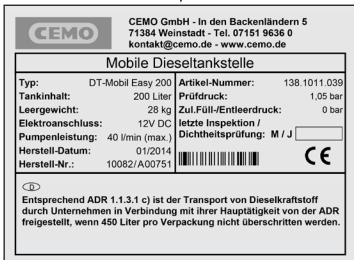 CEMO
CEMO GmbH - In den Backenländern 5
71384 Weinstadt - Tel. 07151 9636 0
kontakt@cemo.de - www.cemo.de
Mobile Dieseltankstelle
Typ: DT-Mobil Easy 200
Tankinhalt: 200 Liter
Leergewicht: 28 kg
Elektroanschluss: 12V DC
Pumpenleistung: 40 l/min (max.)
Herstell-Datum: 01/2014
Herstell-Nr.: 10082/A00751
Artikel-Nummer: 138.1011.039
Prüfdruck: 1,05 bar
Zul.Füll-/Entleerdruck: 0 bar
letzte Inspektion /
Dichtheitsprüfung: M / J
CE
D
Entsprechend ADR 1.1.3.1 c) ist der Transport von Dieselkraftstoff
durch Unternehmen in Verbindung mit ihrer Hauptätigkeit von der ADR
freigestellt, wenn 450 Liter pro Verpackung nicht überschritten werden.